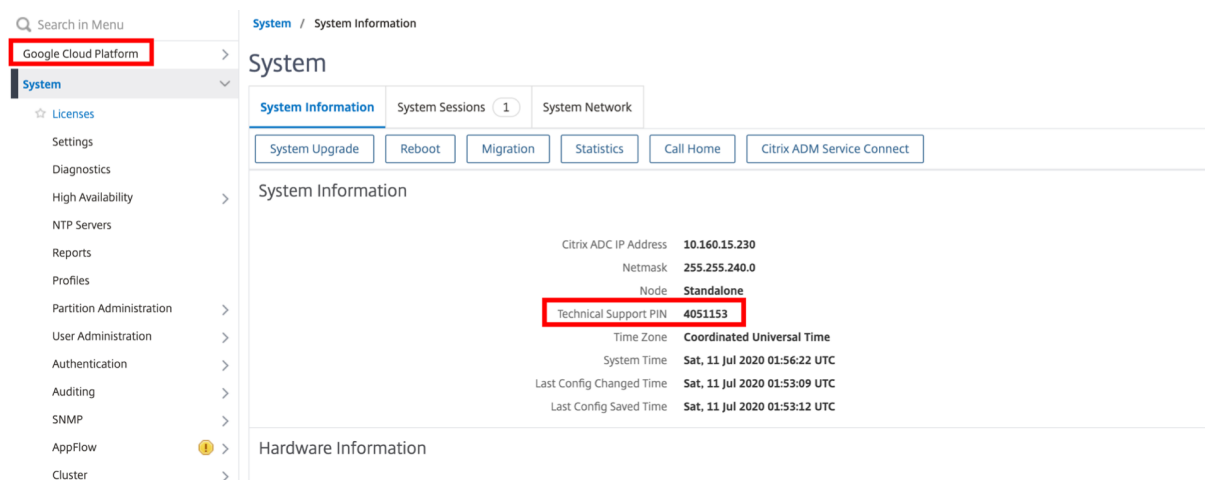 Search in Menu
Google Cloud Platform
System
Licenses
Settings
Diagnostics
High Availability
NTP Servers
Reports
Profiles
Partition Administration
User Administration
Authentication
Auditing
SNMP
AppFlow
Cluster
System / System Information
System
System Information System Sessions 1 System Network
System Upgrade Reboot Migration Statistics Call Home Citrix ADM Service Connect
System Information
Citrix ADC IP Address 10.160.15.230
Netmask 255.255.240.0
Node Standalone
Technical Support PIN 4051153
Time Zone Coordinated Universal Time
System Time Sat, 11 Jul 2020 01:56:22 UTC
Last Config Changed Time Sat, 11 Jul 2020 01:53:09 UTC
Last Config Saved Time Sat, 11 Jul 2020 01:53:12 UTC
Hardware Information